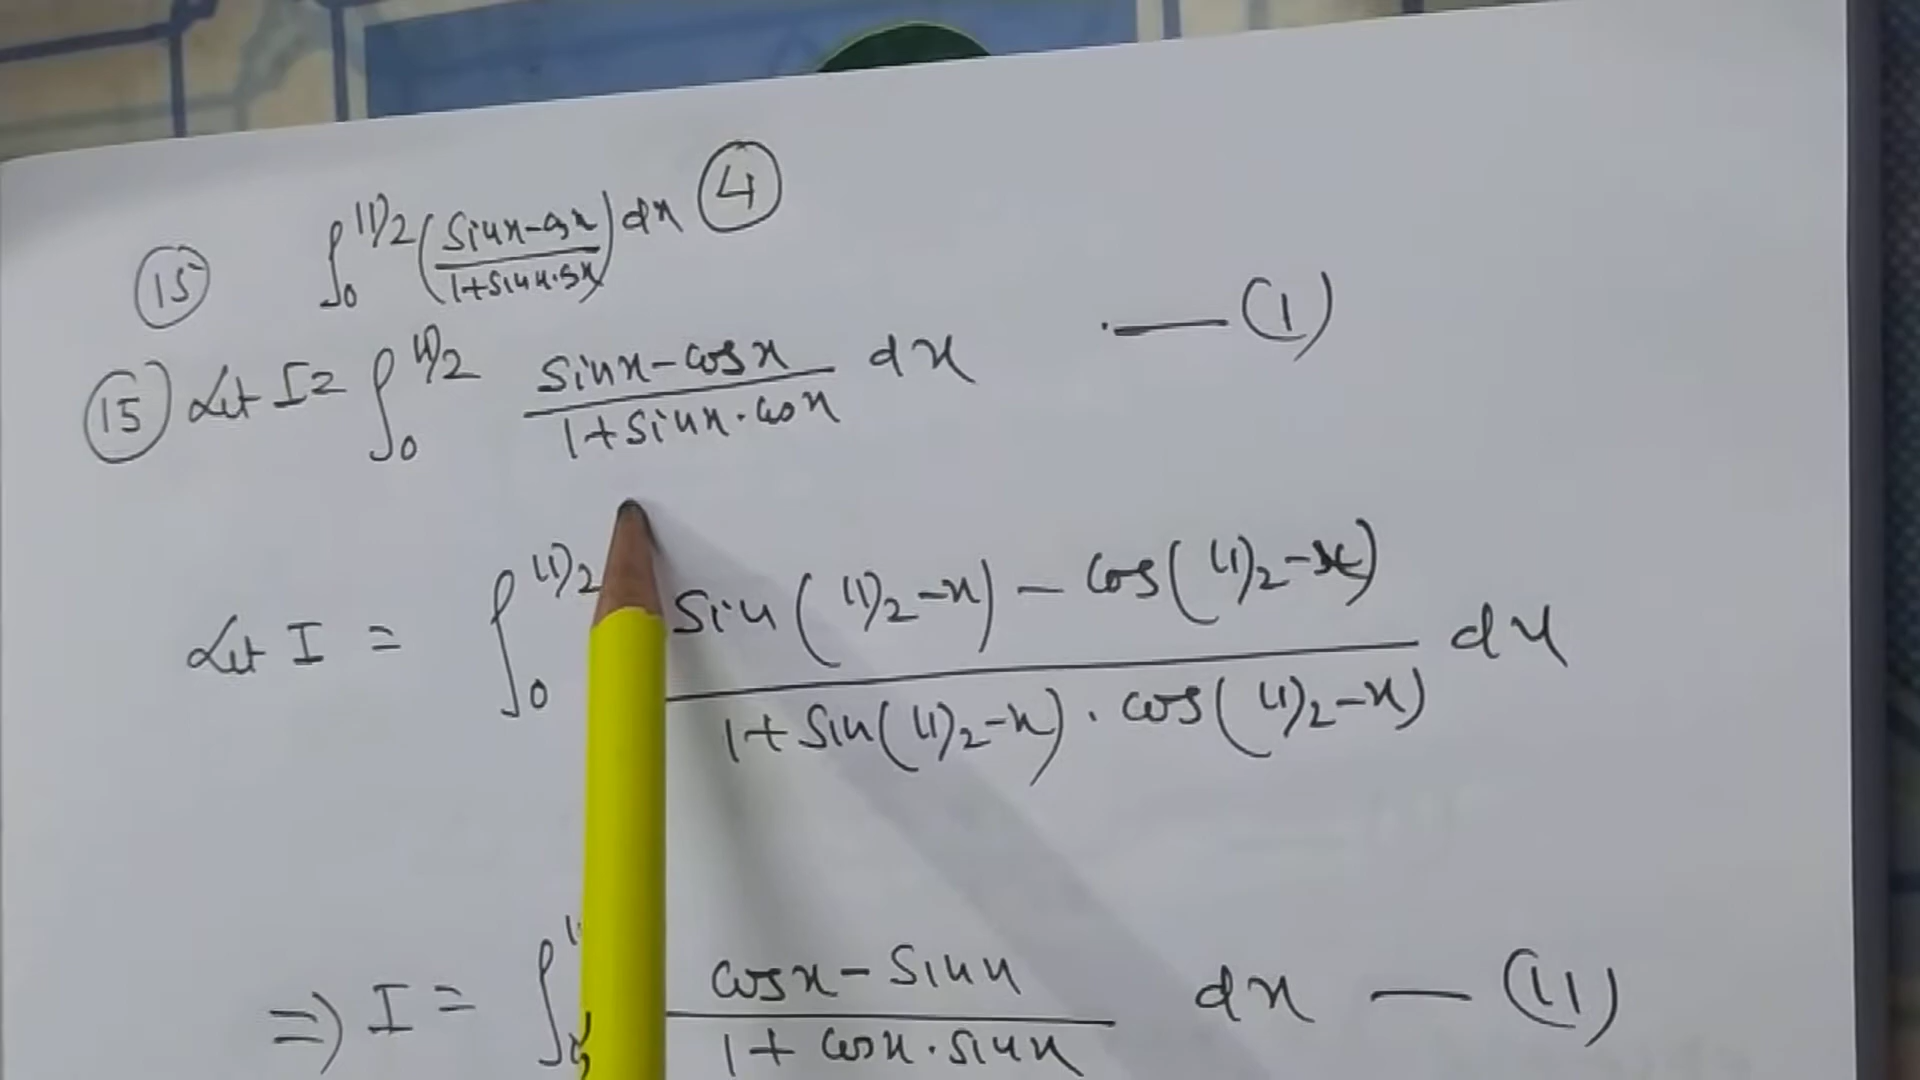 15 ∫₀^π/2 (sinx-cosx / 1+sinx.cosx) dx 4
15 Let I = ∫₀^π/2 sinx-cosx / 1+sinx.cosx dx —(1)
Let I = ∫₀^π/2 sin(π/2-x) - cos(π/2-x) / 1+sin(π/2-x).cos(π/2-x) dx
⇒ I = ∫ cosx-sinx / 1+cosx.sinx dx —(11)